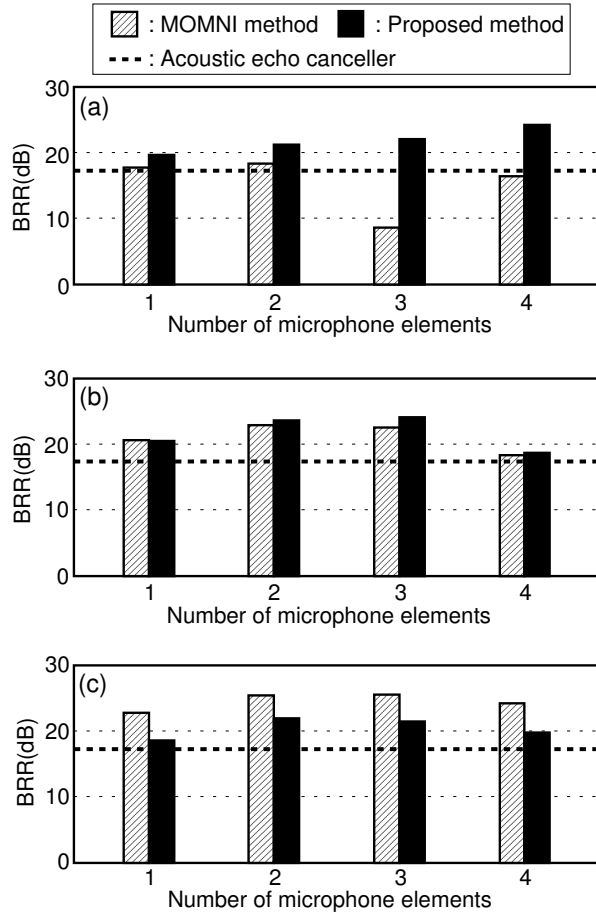 : MOMNI method : Proposed method
: Acoustic echo canceller
(a)
BRR(dB)
30
20
10
0
1 2 3 4
Number of microphone elements
(b)
BRR(dB)
30
20
10
0
1 2 3 4
Number of microphone elements
(c)
BRR(dB)
30
20
10
0
1 2 3 4
Number of microphone elements